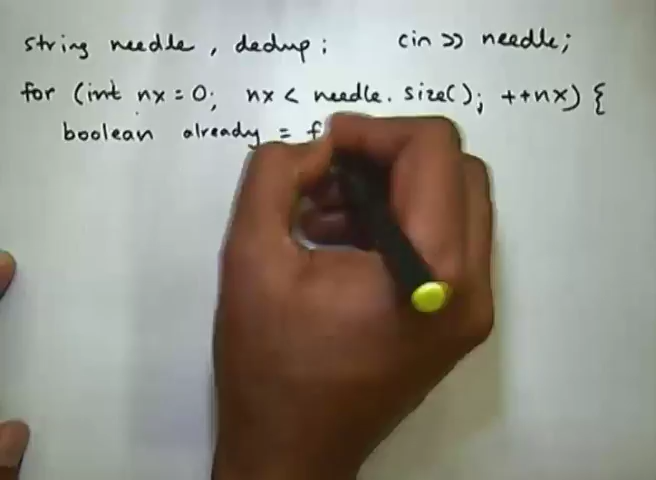 string needle, dedup; cin >> needle;
for (int nx = 0; nx < needle.size(); ++nx) {
boolean already = f